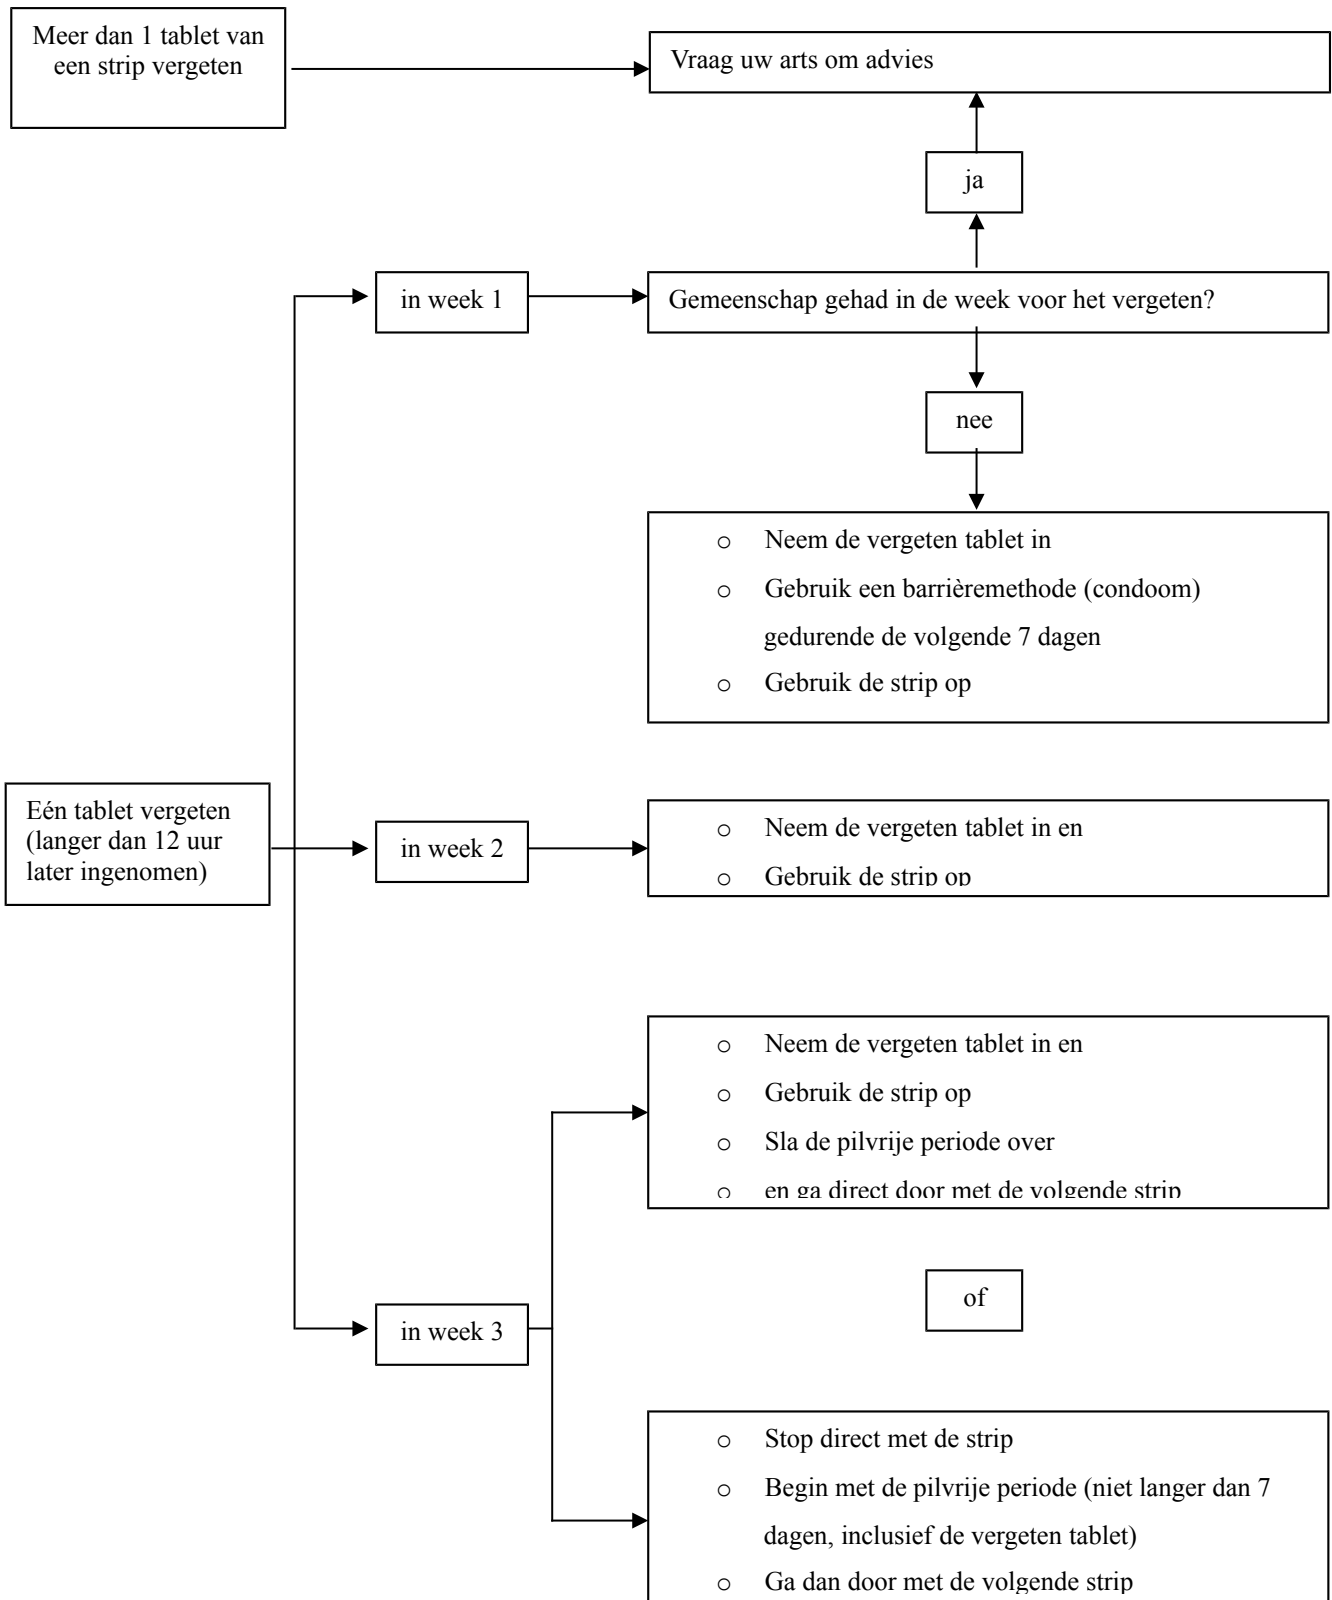 Meer dan 1 tablet van
een strip vergeten
Vraag uw arts om advies
ja
in week 1
Gemeenschap gehad in de week voor het vergeten?
nee
o Neem de vergeten tablet in
o Gebruik een barrièremethode (condoom)
gedurende de volgende 7 dagen
o Gebruik de strip op
Eén tablet vergeten
(langer dan 12 uur
later ingenomen)
in week 2
o Neem de vergeten tablet in en
o Gebruik de strip op
o Neem de vergeten tablet in en
o Gebruik de strip op
o Sla de pilvrije periode over
o en ga direct door met de volgende strip
of
in week 3
o Stop direct met de strip
o Begin met de pilvrije periode (niet langer dan 7
dagen, inclusief de vergeten tablet)
o Ga dan door met de volgende strip